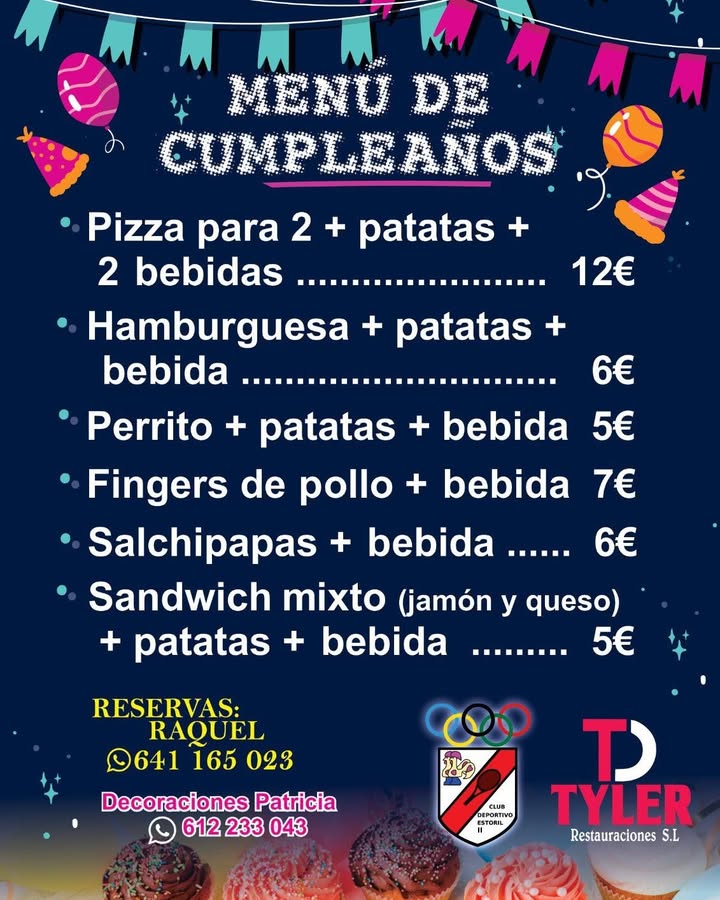 MENÚ DE
CUMPLEAÑOS
Pizza para 2 + patatas +
2 bebidas ....................... 12€
Hamburguesa + patatas +
bebida ............................. 6€
Perrito + patatas + bebida 5€
Fingers de pollo + bebida 7€
Salchipapas + bebida ...... 6€
Sandwich mixto (jamón y queso)
+ patatas + bebida ......... 5€
RESERVAS:
RAQUEL
641 165 023
Decoraciones Patricia
612 233 043
CLUB
DEPORTIVO
ESTORIL
II
TD
TYLER
Restauraciones S.L